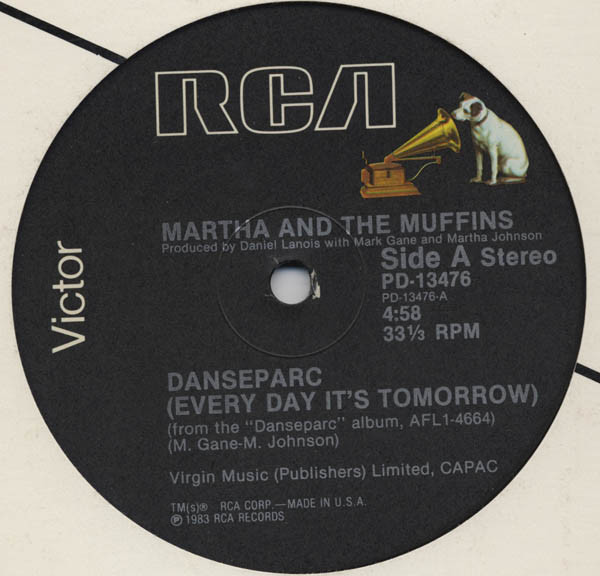 RCA
Victor
MARTHA AND THE MUFFINS
Produced by Daniel Lanois with Mark Gane and Martha Johnson
Side A Stereo
PD-13476
PD-13476-A
4:58
33⅓ RPM
DANSEPARC
(EVERY DAY IT'S TOMORROW)
(from the "Danseparc" album, AFL1-4664)
(M. Gane-M. Johnson)
Virgin Music (Publishers) Limited, CAPAC
TM(s)® RCA CORP.—MADE IN U.S.A.
℗ 1983 RCA RECORDS